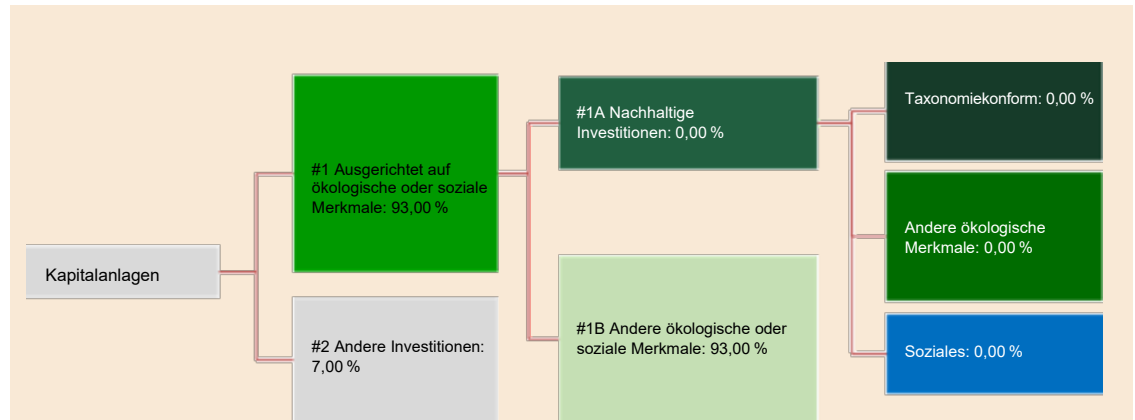 Kapitalanlagen
#1 Ausgerichtet auf
ökologische oder soziale
Merkmale: 93,00 %
#2 Andere Investitionen:
7,00 %
#1A Nachhaltige
Investitionen: 0,00 %
#1B Andere ökologische oder
soziale Merkmale: 93,00 %
Taxonomiekonform: 0,00 %
Andere ökologische
Merkmale: 0,00 %
Soziales: 0,00 %